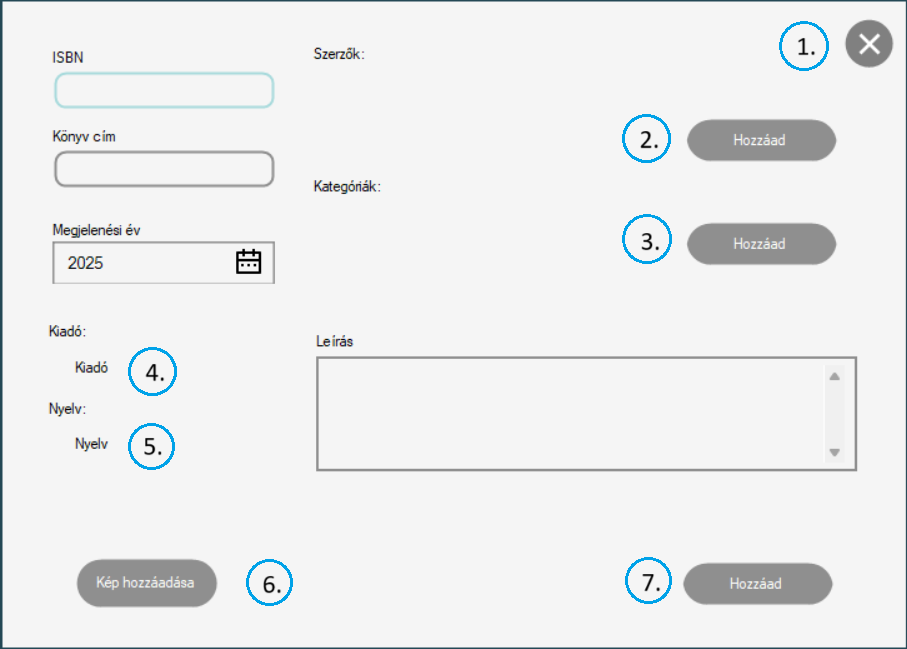 1.
ISBN
Szerzők:
Könyv cím
2.
Hozzáad
Kategóriák:
Megjelenési év
2025
3.
Hozzáad
Kiadó:
Kiadó
4.
Nyelv:
Nyelv
5.
Leírás
Kép hozzáadása
6.
7.
Hozzáad